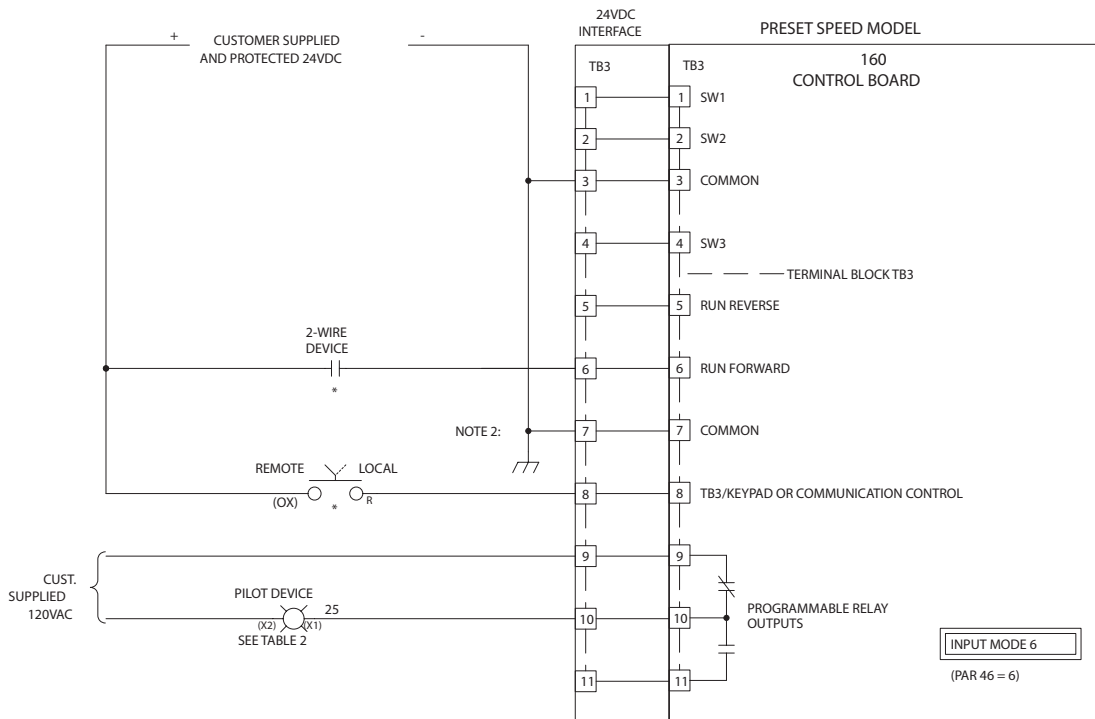 24VDC
INTERFACE
PRESET SPEED MODEL
+ CUSTOMER SUPPLIED -
AND PROTECTED 24VDC
TB3 TB3
160
CONTROL BOARD
1 1 SW1
2 2 SW2
3 3 COMMON
4 4 SW3
TERMINAL BLOCK TB3
5 5 RUN REVERSE
2-WIRE
DEVICE
6 6 RUN FORWARD
*
NOTE 2: 7 7 COMMON
REMOTE LOCAL
8 8 TB3/KEYPAD OR COMMUNICATION CONTROL
(OX) * R
9 9
CUST.
SUPPLIED
120VAC
PILOT DEVICE
25
(X2) (X1)
SEE TABLE 2
10 10 PROGRAMMABLE RELAY
OUTPUTS
11 11
INPUT MODE 6
(PAR 46 = 6)